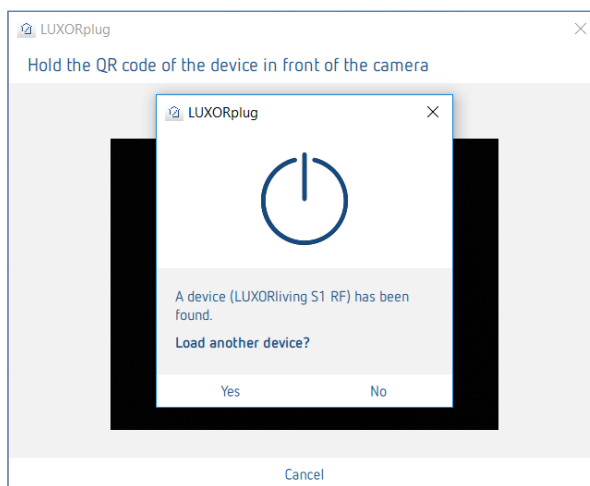 LUXORplug
Hold the QR code of the device in front of the camera
LUXORplug
A device (LUXORliving S1 RF) has been
found.
Load another device?
Yes No
Cancel